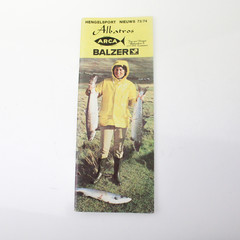 HENGELSPORT NIEUWS 73/74
Albatros
ARCA
BALZER